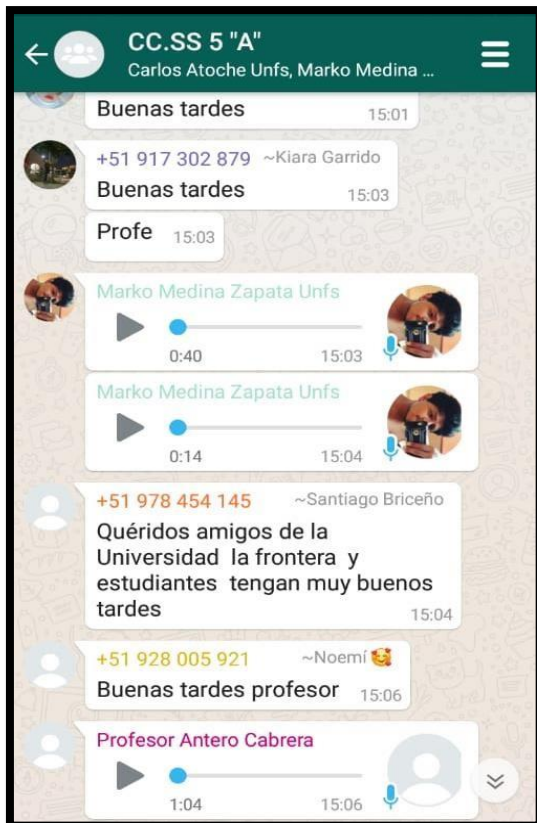 CC.SS 5 "A"
Carlos Atoche Unfs, Marko Medina ...
Buenas tardes
15:01
+51 917 302 879 ~Kiara Garrido
Buenas tardes 15:03
Profe 15:03
Marko Medina Zapata Unfs
0:40 15:03
Marko Medina Zapata Unfs
0:14 15:04
+51 978 454 145 ~Santiago Briceño
Quéridos amigos de la
Universidad la frontera y
estudiantes tengan muy buenos
tardes
15:04
+51 928 005 921 ~Noemí🥰
Buenas tardes profesor 15:06
Profesor Antero Cabrera
1:04 15:06